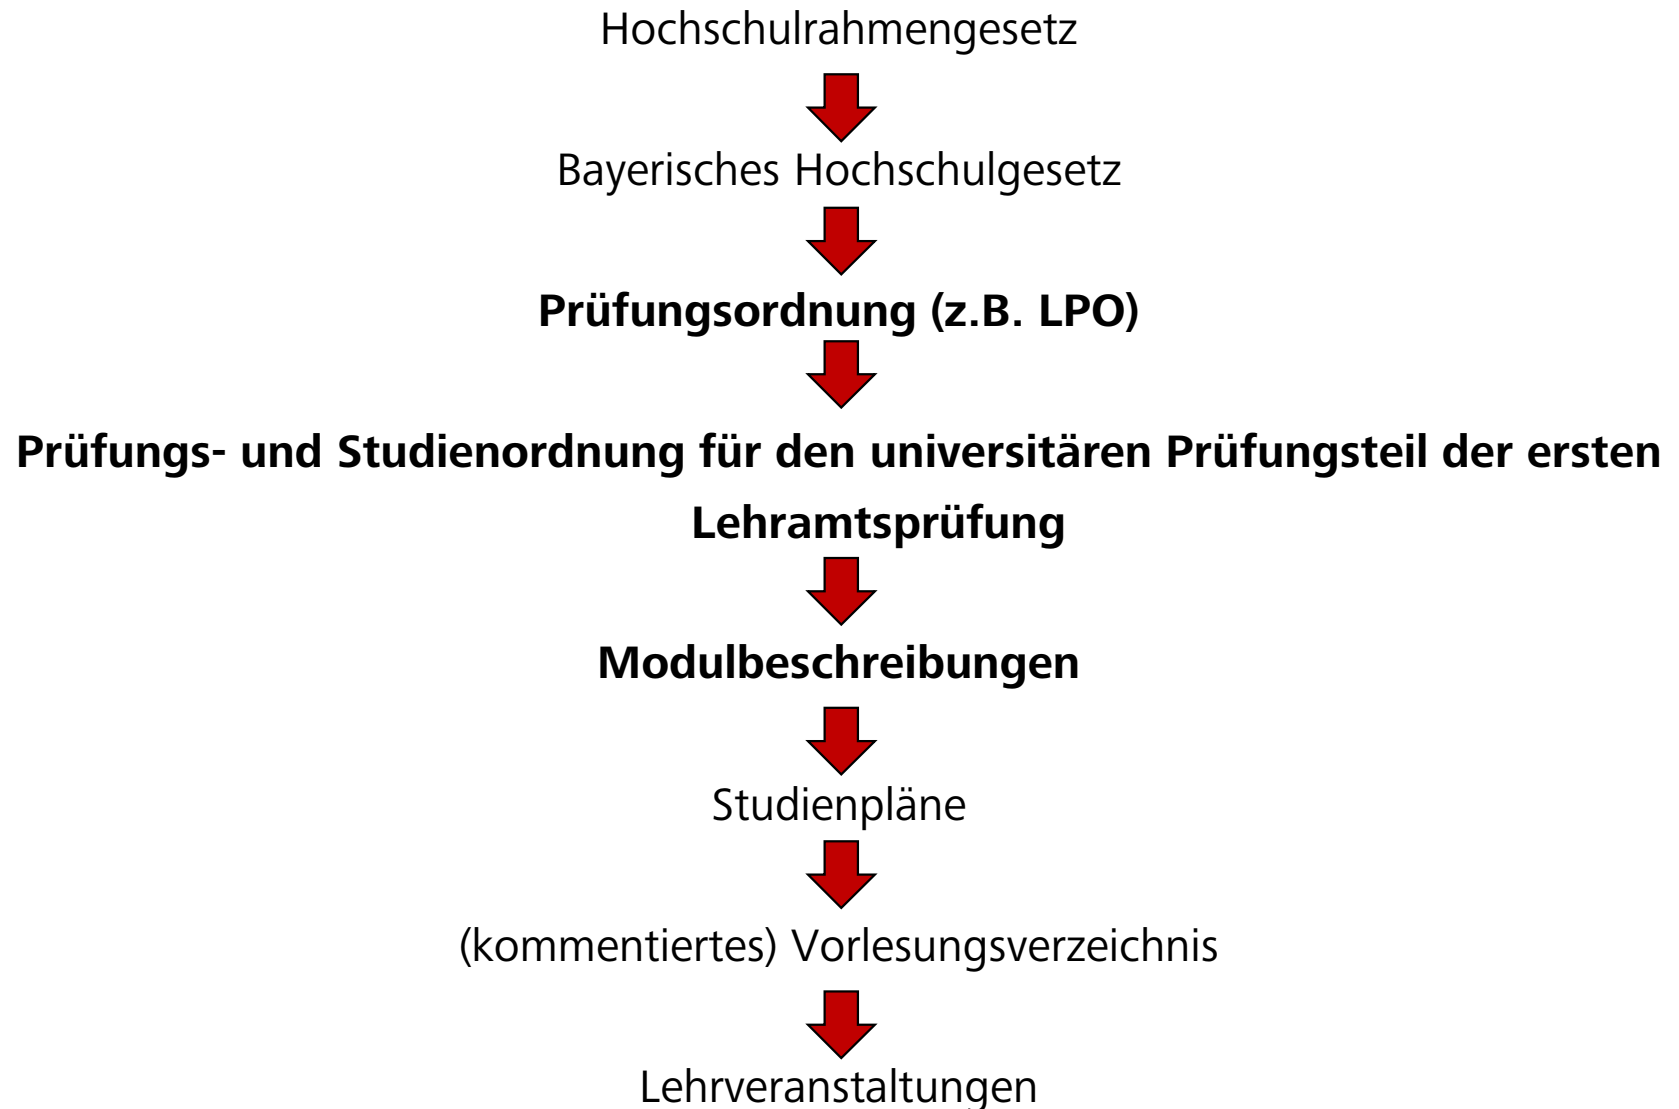 Hochschulrahmengesetz
Bayerisches Hochschulgesetz
Prüfungsordnung (z.B. LPO)
Prüfungs- und Studienordnung für den universitären Prüfungsteil der ersten
Lehramtsprüfung
Modulbeschreibungen
Studienpläne
(kommentiertes) Vorlesungsverzeichnis
Lehrveranstaltungen